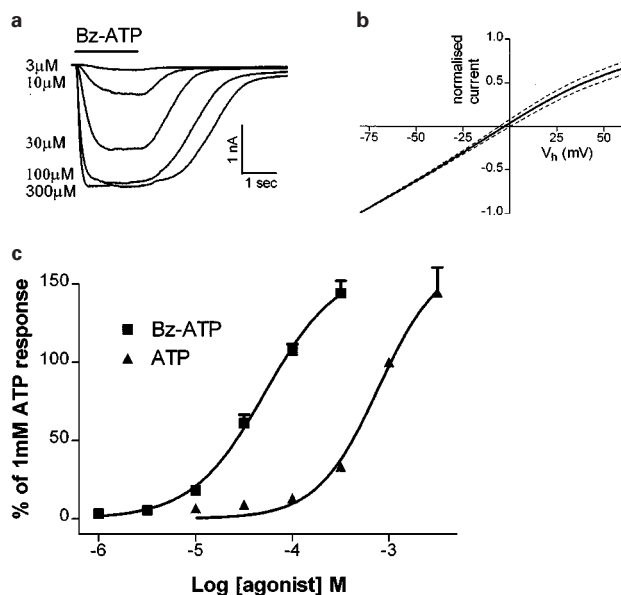 a
Bz-ATP
3µM
10µM
30µM
100µM
300µM
1 nA
1 sec
b
normalised
current
1.0
0.5
-75
-50
-25
0
25
50
V_h (mV)
-0.5
-1.0
c
% of 1mM ATP response
150
100
50
0
Bz-ATP
ATP
-6
-5
-4
-3
Log [agonist] M